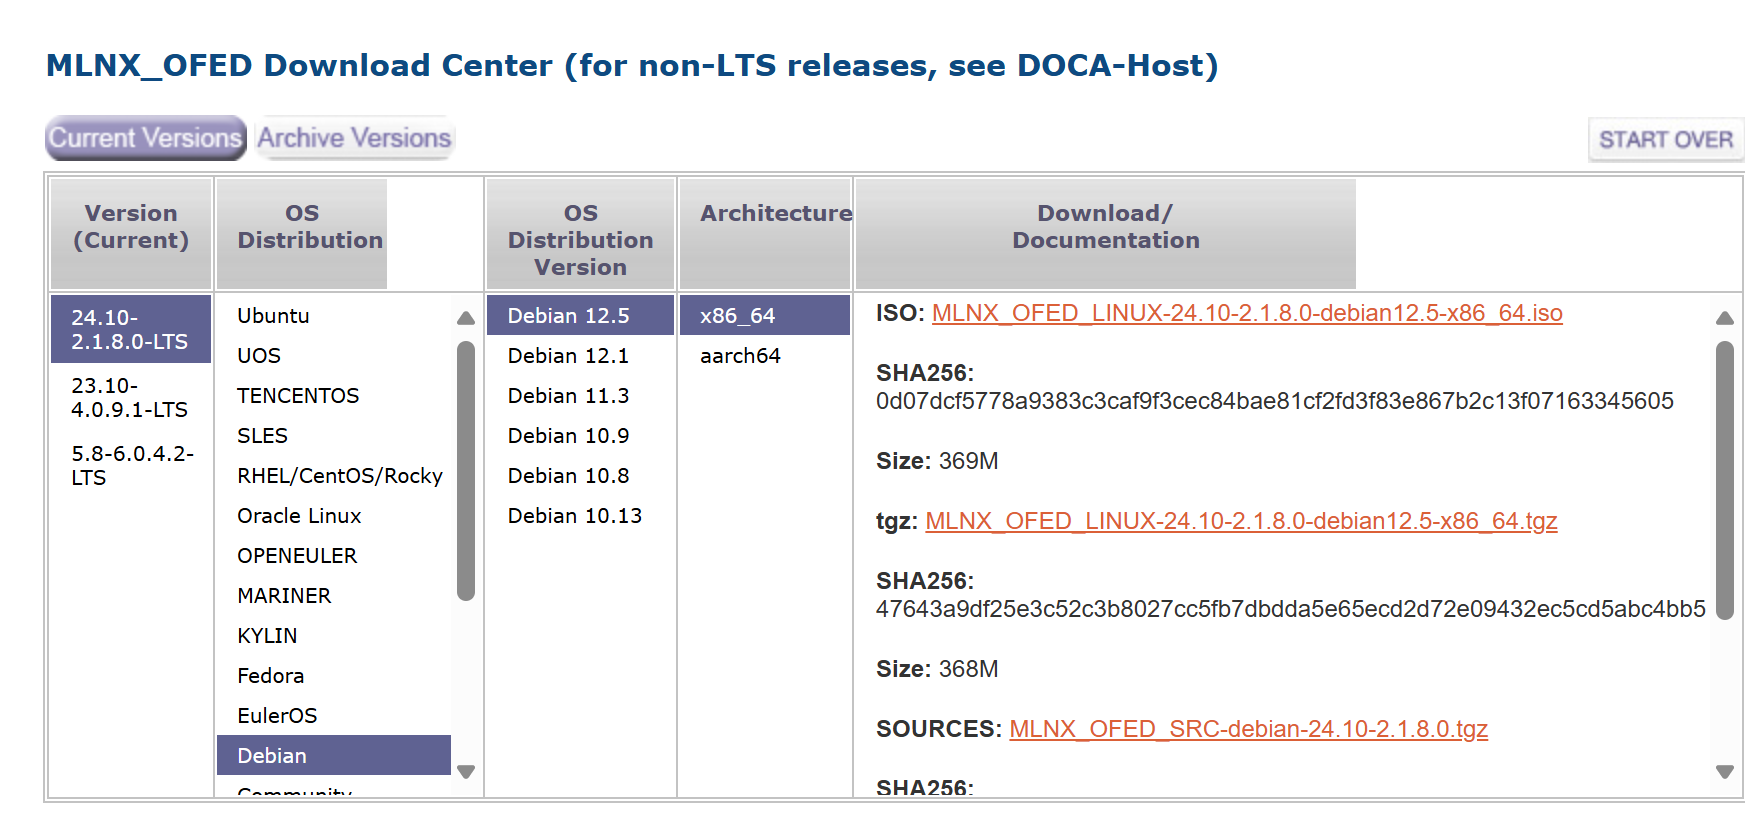 MLNX_OFED Download Center (for non-LTS releases, see DOCA-Host)
Current Versions
Archive Versions
START OVER
Version
(Current)
OS
Distribution
OS
Distribution
Version
Architecture
Download/
Documentation
24.10-
2.1.8.0-LTS
23.10-
4.0.9.1-LTS
5.8-6.0.4.2-
LTS
Ubuntu
UOS
TENCENTOS
SLES
RHEL/CentOS/Rocky
Oracle Linux
OPENEULER
MARINER
KYLIN
Fedora
EulerOS
Debian
Community
Debian 12.5
Debian 12.1
Debian 11.3
Debian 10.9
Debian 10.8
Debian 10.13
x86_64
aarch64
ISO: MLNX_OFED_LINUX-24.10-2.1.8.0-debian12.5-x86_64.iso
SHA256:
0d07dcf5778a9383c3caf9f3cec84bae81cf2fd3f83e867b2c13f07163345605
Size: 369M
tgz: MLNX_OFED_LINUX-24.10-2.1.8.0-debian12.5-x86_64.tgz
SHA256:
47643a9df25e3c52c3b8027cc5fb7dbdda5e65ecd2d72e09432ec5cd5abc4bb5
Size: 368M
SOURCES: MLNX_OFED_SRC-debian-24.10-2.1.8.0.tgz
SHA256: